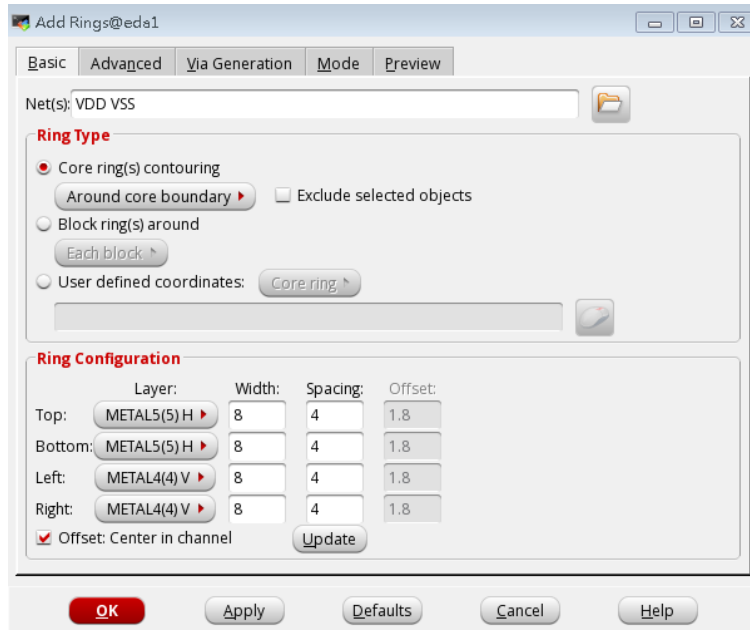 Add Rings@eda1
Basic Advanced Via Generation Mode Preview
Net(s): VDD VSS
Ring Type
Core ring(s) contouring
Around core boundary Exclude selected objects
Block ring(s) around
Each block
User defined coordinates: Core ring
Ring Configuration
Layer: Width: Spacing: Offset:
Top: METAL5(5) H 8 4 1.8
Bottom: METAL5(5) H 8 4 1.8
Left: METAL4(4) V 8 4 1.8
Right: METAL4(4) V 8 4 1.8
Offset: Center in channel Update
OK Apply Defaults Cancel Help